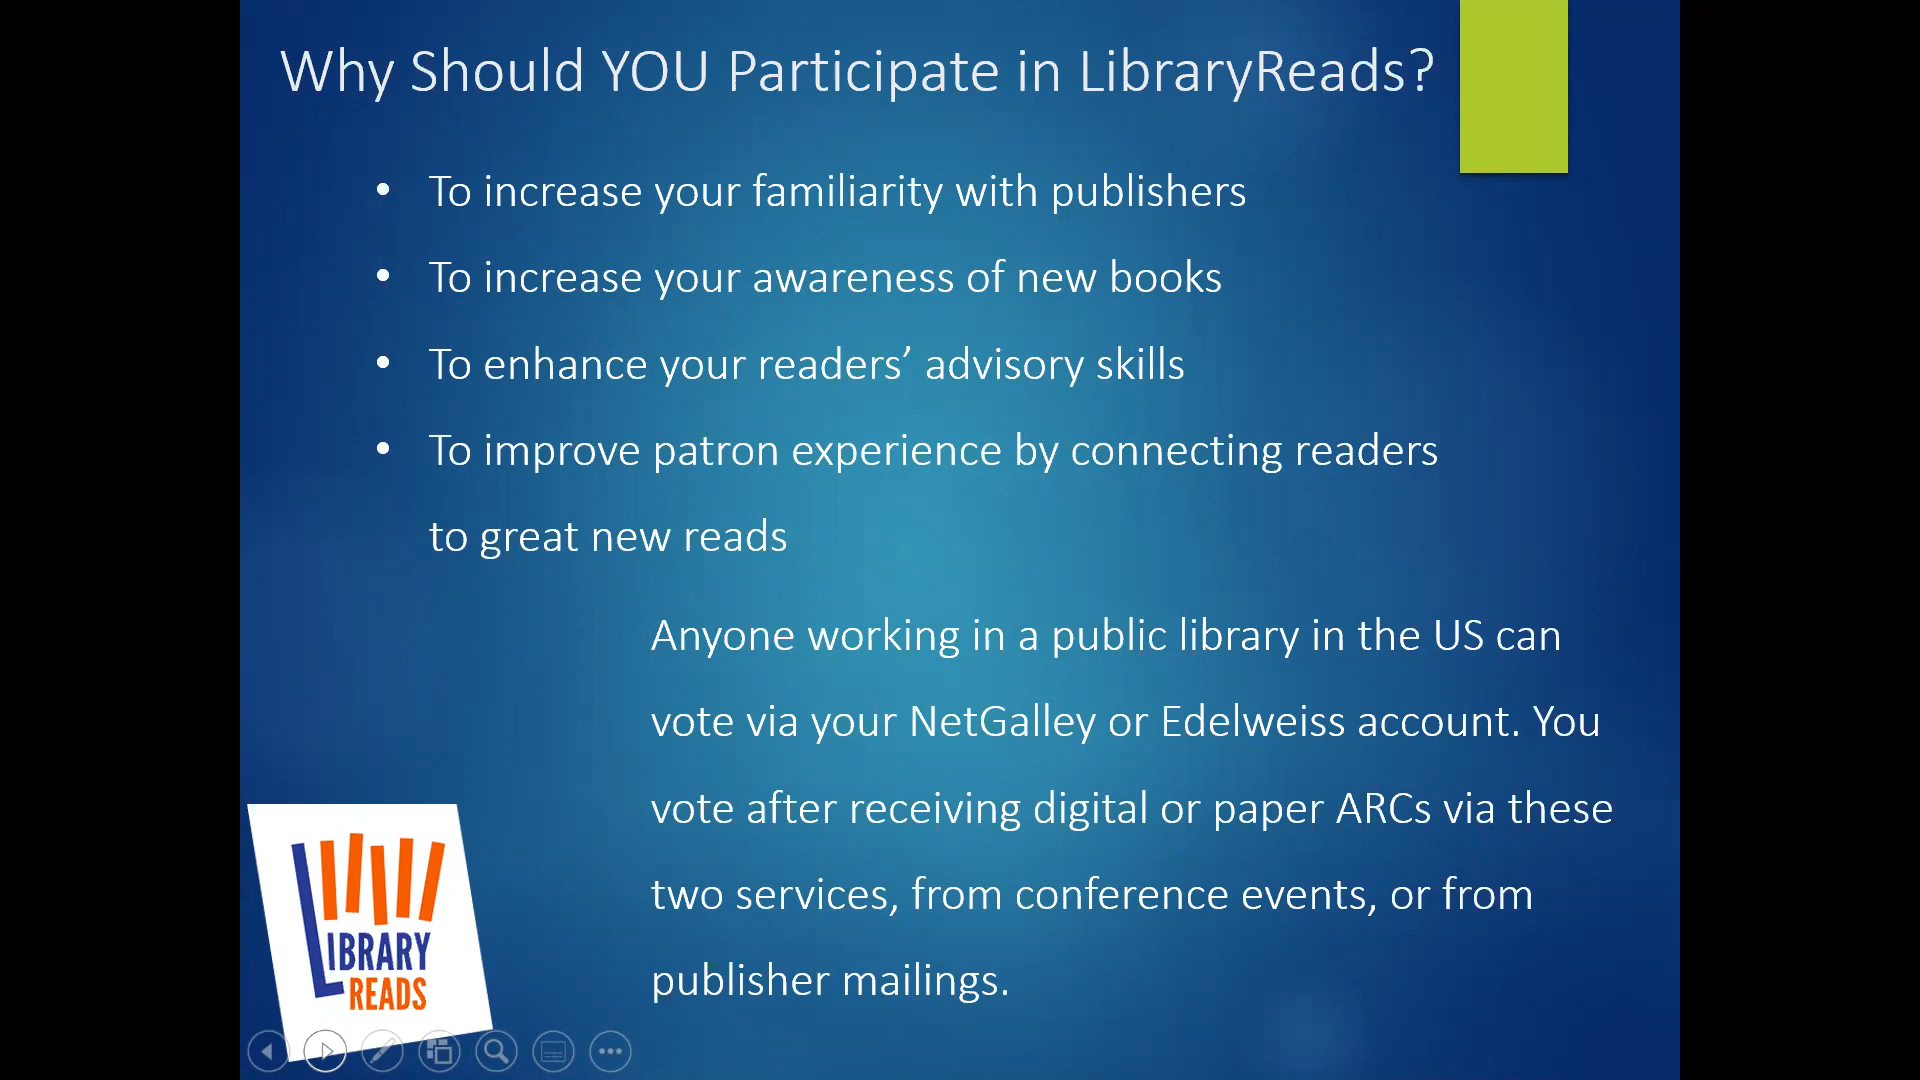 Why Should YOU Participate in LibraryReads?
• To increase your familiarity with publishers
• To increase your awareness of new books
• To enhance your readers’ advisory skills
• To improve patron experience by connecting readers
to great new reads
Anyone working in a public library in the US can
vote via your NetGalley or Edelweiss account. You
vote after receiving digital or paper ARCs via these
two services, from conference events, or from
publisher mailings.
LIBRARY
READS